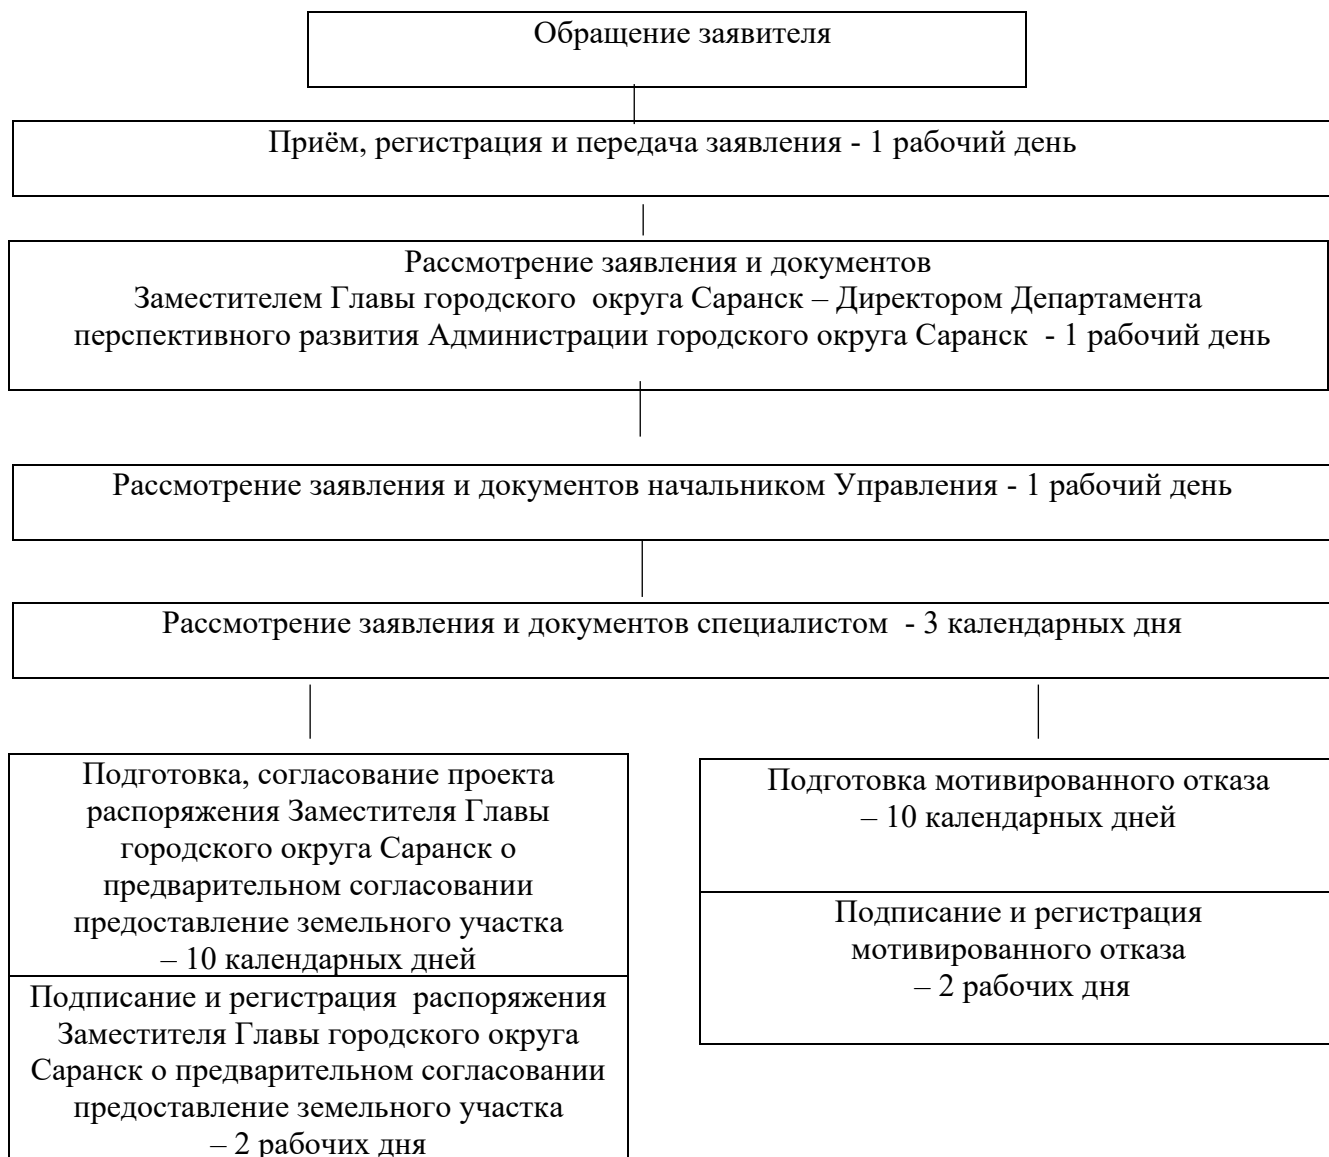 Обращение заявителя
Приём, регистрация и передача заявления - 1 рабочий день
Рассмотрение заявления и документов
Заместителем Главы городского  округа Саранск – Директором Департамента
перспективного развития Администрации городского округа Саранск  - 1 рабочий день
Рассмотрение заявления и документов начальником Управления - 1 рабочий день
Рассмотрение заявления и документов специалистом  - 3 календарных дня
Подготовка, согласование проекта
распоряжения Заместителя Главы
городского округа Саранск о
предварительном согласовании
предоставление земельного участка
– 10 календарных дней
Подписание и регистрация  распоряжения
Заместителя Главы городского округа
Саранск о предварительном согласовании
предоставление земельного участка
– 2 рабочих дня
Подготовка мотивированного отказа
– 10 календарных дней
Подписание и регистрация
мотивированного отказа
– 2 рабочих дня